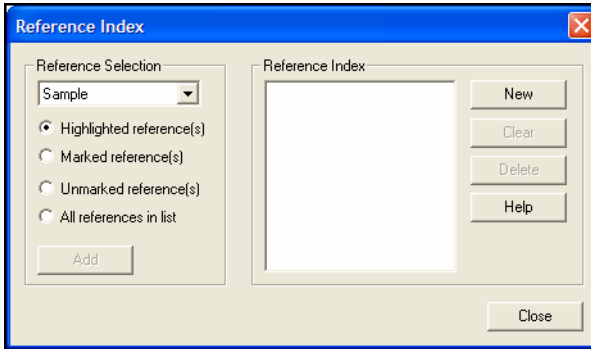 Reference Index
Reference Selection
Sample
Highlighted reference(s)
Marked reference(s)
Unmarked reference(s)
All references in list
Add
Reference Index
New
Clear
Delete
Help
Close